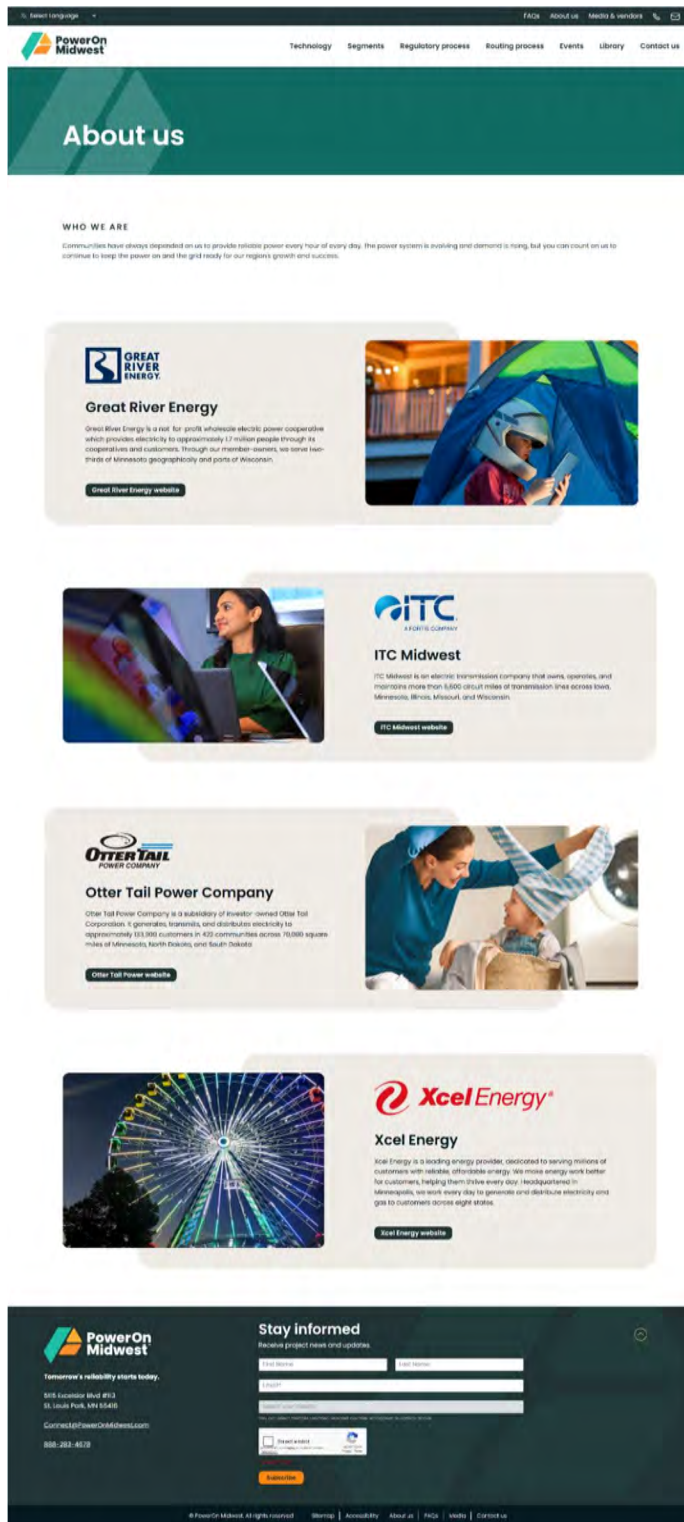 Select Language
FAQs About us Media & vendors
PowerOn
Midwest
Technology Segments Regulatory process Routing process Events Library Contact us
About us
WHO WE ARE
Communities have always depended on us to provide reliable power every hour of every day. The power system is evolving and demand is rising, but you can count on us to
continue to keep the power on and the grid ready for our region's growth and success.
GREAT
RIVER
ENERGY.
Great River Energy
Great River Energy is a not-for-profit wholesale electric power cooperative
which provides electricity to approximately 1.7 million people through its
cooperatives and customers. Through our member-owners, we serve two-
thirds of Minnesota geographically and parts of Wisconsin.
Great River Energy website
ITC
A FORTIS COMPANY
ITC Midwest
ITC Midwest is an electric transmission company that owns, operates, and
maintains more than 6,600 circuit miles of transmission lines across Iowa,
Minnesota, Illinois, Missouri, and Wisconsin.
ITC Midwest website
OTTER TAIL
POWER COMPANY
Otter Tail Power Company
Otter Tail Power Company is a subsidiary of investor-owned Otter Tail
Corporation. It generates, transmits, and distributes electricity to
approximately 133,000 customers in 422 communities across 70,000 square
miles of Minnesota, North Dakota, and South Dakota.
Otter Tail Power website
Xcel Energy®
Xcel Energy
Xcel Energy is a leading energy provider, dedicated to serving millions of
customers with reliable, affordable energy. We make energy work better
for customers, helping them thrive every day. Headquartered in
Minneapolis, we work every day to generate and distribute electricity and
gas to customers across eight states.
Xcel Energy website
PowerOn
Midwest
Tomorrow's reliability starts today.
5115 Excelsior Blvd #113
St. Louis Park, MN 55416
Connect@PowerOnMidwest.com
888-283-4678
Stay informed
Receive project news and updates.
First Name Last Name
Email*
Subscribe
© PowerOn Midwest. All rights reserved Sitemap | Accessibility About us | FAQs | Media | Contact us